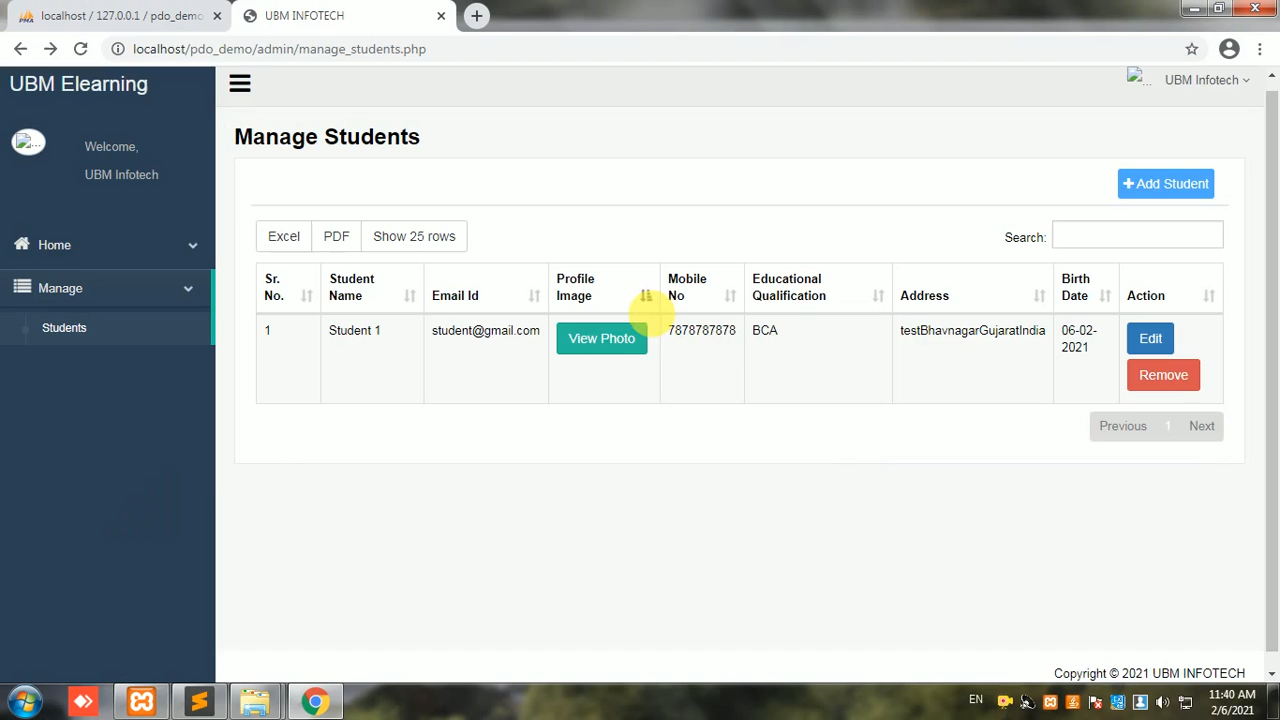 localhost / 127.0.0.1 / pdo_demo
UBM INFOTECH
localhost/pdo_demo/admin/manage_students.php
UBM Elearning
UBM Infotech
Welcome,
UBM Infotech
Home
Manage
Students
Manage Students
Add Student
Excel
PDF
Show 25 rows
Search:
Sr. No.
Student Name
Email Id
Profile Image
Mobile No
Educational Qualification
Address
Birth Date
Action
1
Student 1
student@gmail.com
View Photo
7878787878
BCA
testBhavnagarGujaratIndia
06-02-
2021
Edit
Remove
Previous
1
Next
Copyright © 2021 UBM INFOTECH
EN
11:40 AM
2/6/2021